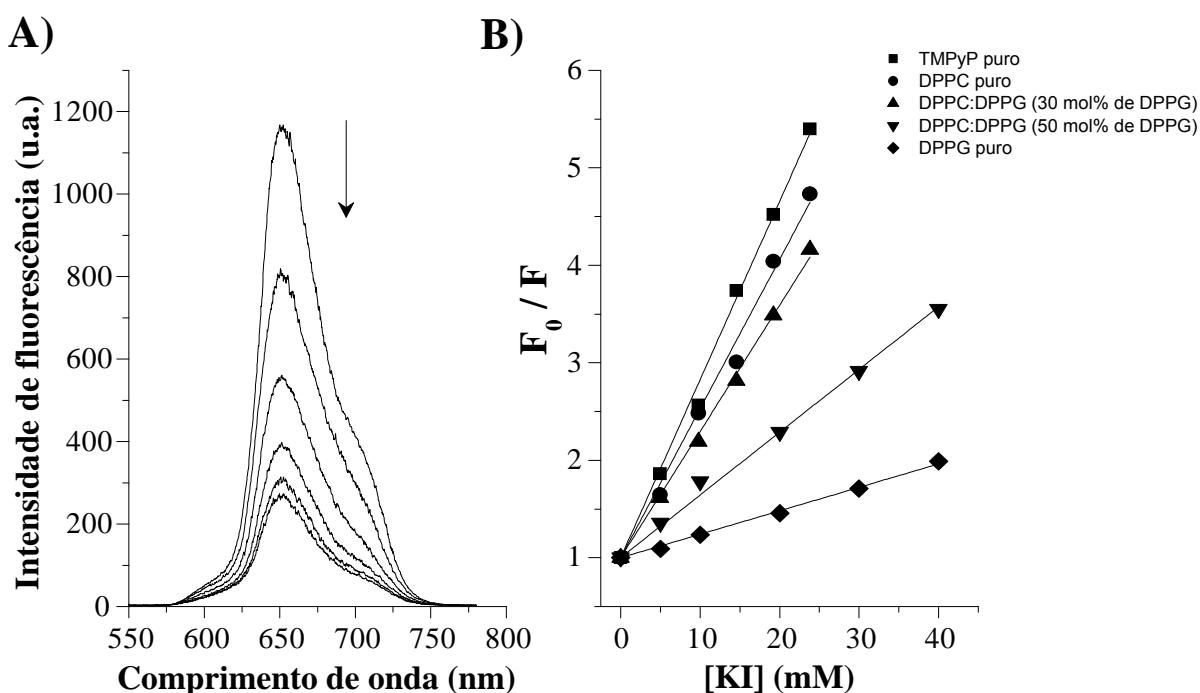 A)
Intensidade de fluorescência (u.a.)
1200
1000
800
600
400
200
0
550 600 650 700 750 800
Comprimento de onda (nm)
B)
TMPyP puro
DPPC puro
DPPC:DPPG (30 mol% de DPPG)
DPPC:DPPG (50 mol% de DPPG)
DPPG puro
F0 / F
6
5
4
3
2
1
0 10 20 30 40
[KI] (mM)